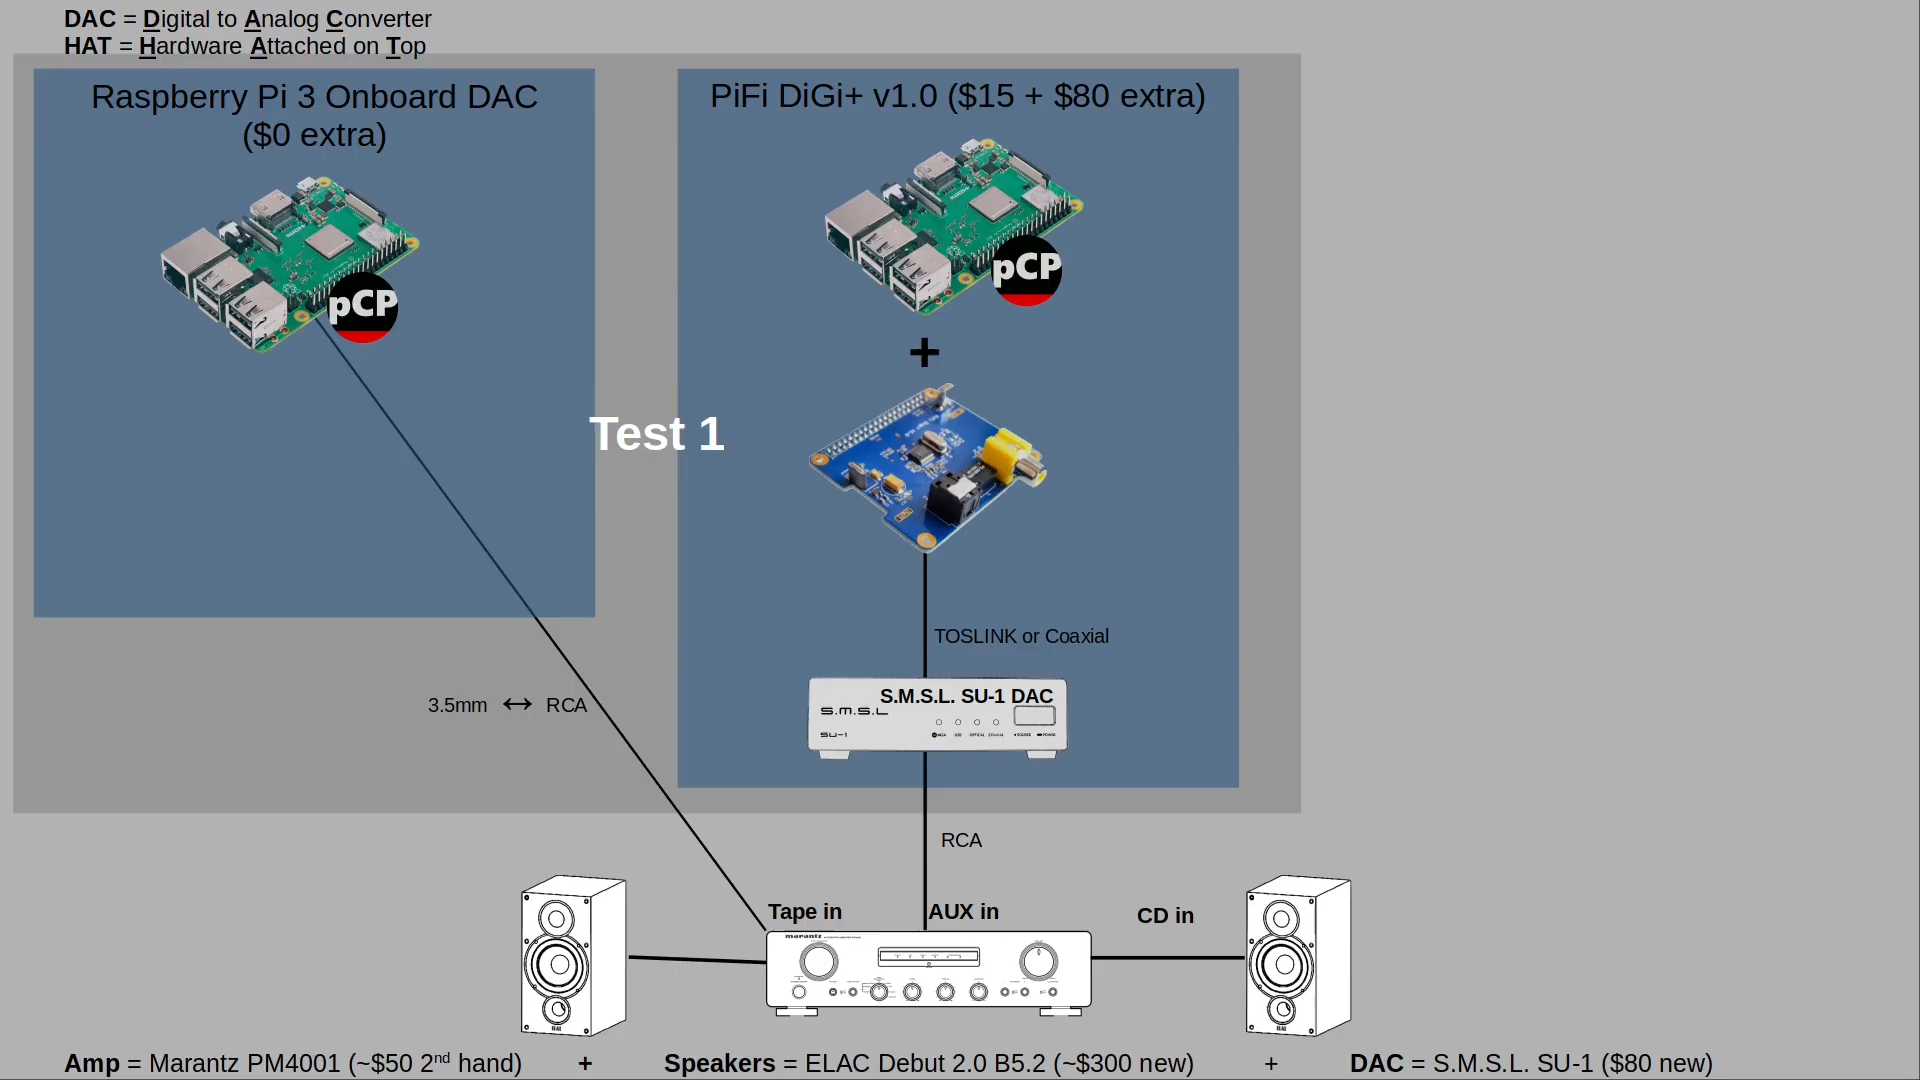 DAC = Digital to Analog Converter
HAT = Hardware Attached on Top
Raspberry Pi 3 Onboard DAC
($0 extra)
PiFi DiGi+ v1.0 ($15 + $80 extra)
pCP
pCP
+
Test 1
TOSLINK or Coaxial
S.M.S.L. SU-1 DAC
S.M.S.L
SU-1
3.5mm ↔ RCA
RCA
Tape in
AUX in
CD in
marantz
Amp = Marantz PM4001 (~$50 2nd hand) + Speakers = ELAC Debut 2.0 B5.2 (~$300 new) + DAC = S.M.S.L. SU-1 ($80 new)